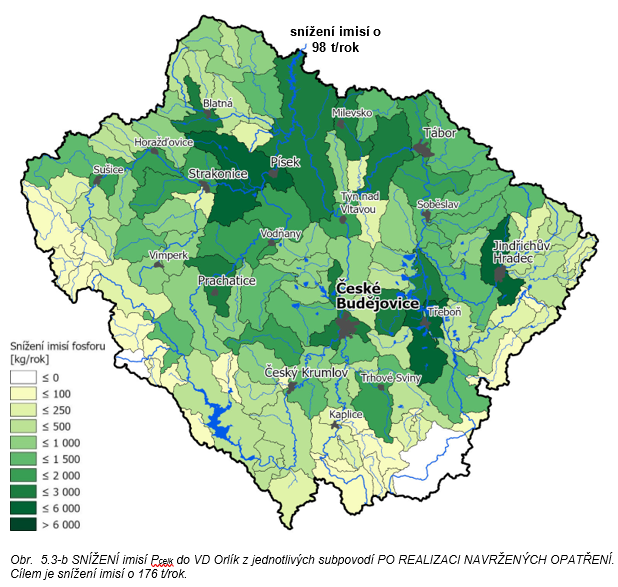 snížení imisí o
98 t/rok
Blatná
Milevsko
Tábor
Horažďovice
Písek
Sušice
Strakonice
Týn nad
Vltavou
Soběslav
Vodňany
Jindřichův
Hradec
Vimperk
Prachatice
České
Budějovice
Třeboň
Český Krumlov
Trhové Sviny
Kaplice
Snížení imisí fosforu
[kg/rok]
≤ 0
≤ 100
≤ 250
≤ 500
≤ 1 000
≤ 1 500
≤ 2 000
≤ 3 000
≤ 6 000
> 6 000
Obr. 5.3-b SNÍŽENÍ imisí Pcelk do VD Orlík z jednotlivých subpovodí PO REALIZACI NAVRŽENÝCH OPATŘENÍ.
Cílem je snížení imisí o 176 t/rok.